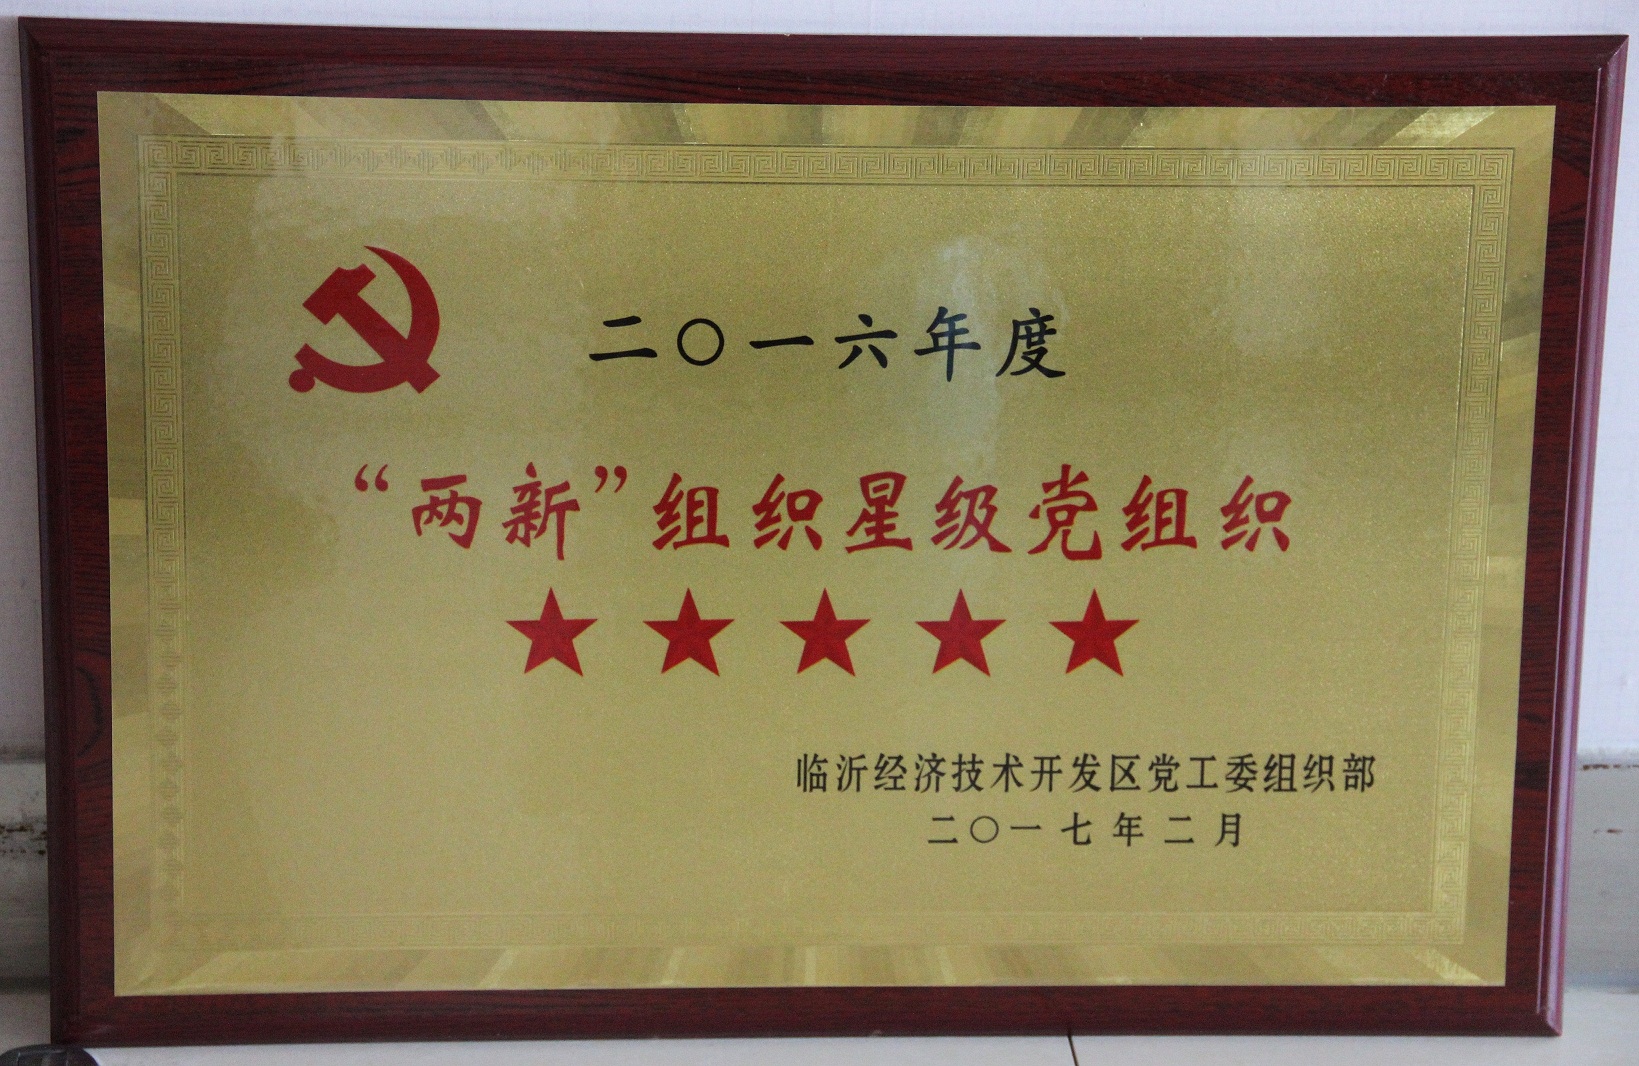 二〇一六年度
“两新”组织星级党组织
临沂经济技术开发区党工委组织部
二〇一七年二月